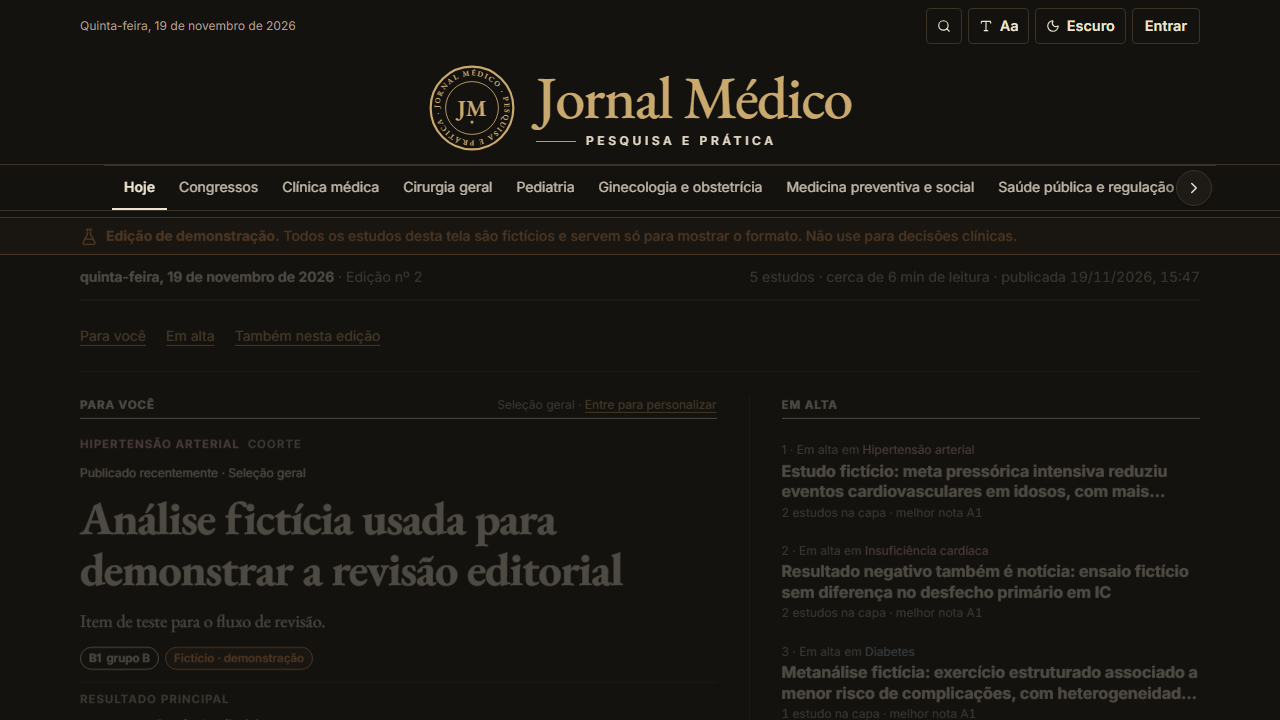 Quinta-feira, 19 de novembro de 2026
Aa
Escuro
Entrar
JORNAL MÉDICO · PESQUISA E PRÁTICA ·
JM
Jornal Médico
PESQUISA E PRÁTICA
Hoje
Congressos
Clínica médica
Cirurgia geral
Pediatria
Ginecologia e obstetrícia
Medicina preventiva e social
Saúde pública e regulação
Edição de demonstração. Todos os estudos desta tela são fictícios e servem só para mostrar o formato. Não use para decisões clínicas.
quinta-feira, 19 de novembro de 2026 · Edição nº 2
5 estudos · cerca de 6 min de leitura · publicada 19/11/2026, 15:47
Para você
Em alta
Também nesta edição
PARA VOCÊ
Seleção geral · Entre para personalizar
HIPERTENSÃO ARTERIAL COORTE
Publicado recentemente · Seleção geral
Análise fictícia usada para
demonstrar a revisão editorial
Item de teste para o fluxo de revisão.
B1 grupo B
Fictício · demonstração
RESULTADO PRINCIPAL
EM ALTA
1 · Em alta em Hipertensão arterial
Estudo fictício: meta pressórica intensiva reduziu
eventos cardiovasculares em idosos, com mais...
2 estudos na capa · melhor nota A1
2 · Em alta em Insuficiência cardíaca
Resultado negativo também é notícia: ensaio fictício
sem diferença no desfecho primário em IC
2 estudos na capa · melhor nota A1
3 · Em alta em Diabetes
Metanálise fictícia: exercício estruturado associado a
menor risco de complicações, com heterogeneidad...
1 estudo na capa · melhor nota A1